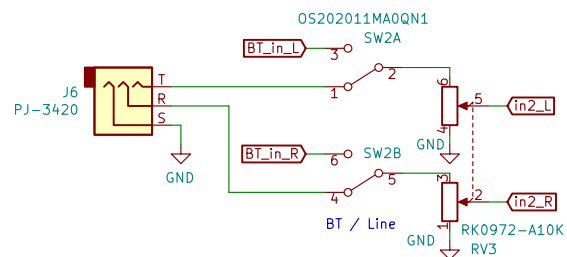 OS202011MA0QN1
SW2A
BT_in_L
3
2
1
J6
PJ-3420
T
R
S
GND
6
5
4
in2_L
GND
BT_in_R
SW2B
6
5
4
3
2
1
in2_R
BT / Line
RK0972-A10K
GND
RV3